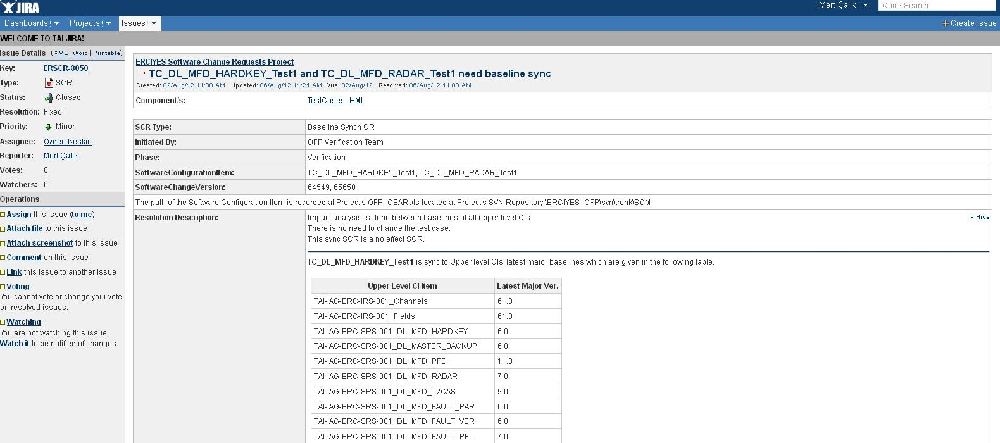 JIRA
Mert Çalık
Quick Search
Dashboards
Projects
Issues
Create Issue
WELCOME TO TAI JIRA!
Issue Details (XML | Word | Printable)
Key: ERSCR-8050
Type: SCR
Status: Closed
Resolution: Fixed
Priority: Minor
Assignee: Özden Keskin
Reporter: Mert Çalık
Votes: 0
Watchers: 0
Operations
Assign this issue (to me)
Attach file to this issue
Attach screenshot to this issue
Comment on this issue
Link this issue to another issue
Voting:
You cannot vote or change your vote
on resolved issues.
Watching:
You are not watching this issue.
Watch it to be notified of changes
ERCIYES Software Change Requests Project
TC_DL_MFD_HARDKEY_Test1 and TC_DL_MFD_RADAR_Test1 need baseline sync
Created: 02/Aug/12 11:00 AM Updated: 06/Aug/12 11:21 AM Due: 02/Aug/12 Resolved: 06/Aug/12 11:08 AM
Component/s: TestCases_HMI
SCR Type: Baseline Synch CR
Initiated By: OFP Verification Team
Phase: Verification
SoftwareConfigurationItem: TC_DL_MFD_HARDKEY_Test1, TC_DL_MFD_RADAR_Test1
SoftwareChangeVersion: 64549, 65658
The path of the Software Configuration Item is recorded at Project's OFP_CSAR.xls located at Project's SVN Repository:\ERCIYES_OFP\svn\trunk\SCM
Resolution Description: Impact analysis is done between baselines of all upper level CIs. « Hide
There is no need to change the test case.
This sync SCR is a no effect SCR.
TC_DL_MFD_HARDKEY_Test1 is sync to Upper level CIs' latest major baselines which are given in the following table.
Upper Level CI item Latest Major Ver.
TAI-IAG-ERC-IRS-001_Channels 61.0
TAI-IAG-ERC-IRS-001_Fields 61.0
TAI-IAG-ERC-SRS-001_DL_MFD_HARDKEY 6.0
TAI-IAG-ERC-SRS-001_DL_MASTER_BACKUP 6.0
TAI-IAG-ERC-SRS-001_DL_MFD_PFD 11.0
TAI-IAG-ERC-SRS-001_DL_MFD_RADAR 7.0
TAI-IAG-ERC-SRS-001_DL_MFD_T2CAS 9.0
TAI-IAG-ERC-SRS-001_DL_MFD_FAULT_PAR 6.0
TAI-IAG-ERC-SRS-001_DL_MFD_FAULT_VER 6.0
TAI-IAG-ERC-SRS-001_DL_MFD_FAULT_PFL 7.0